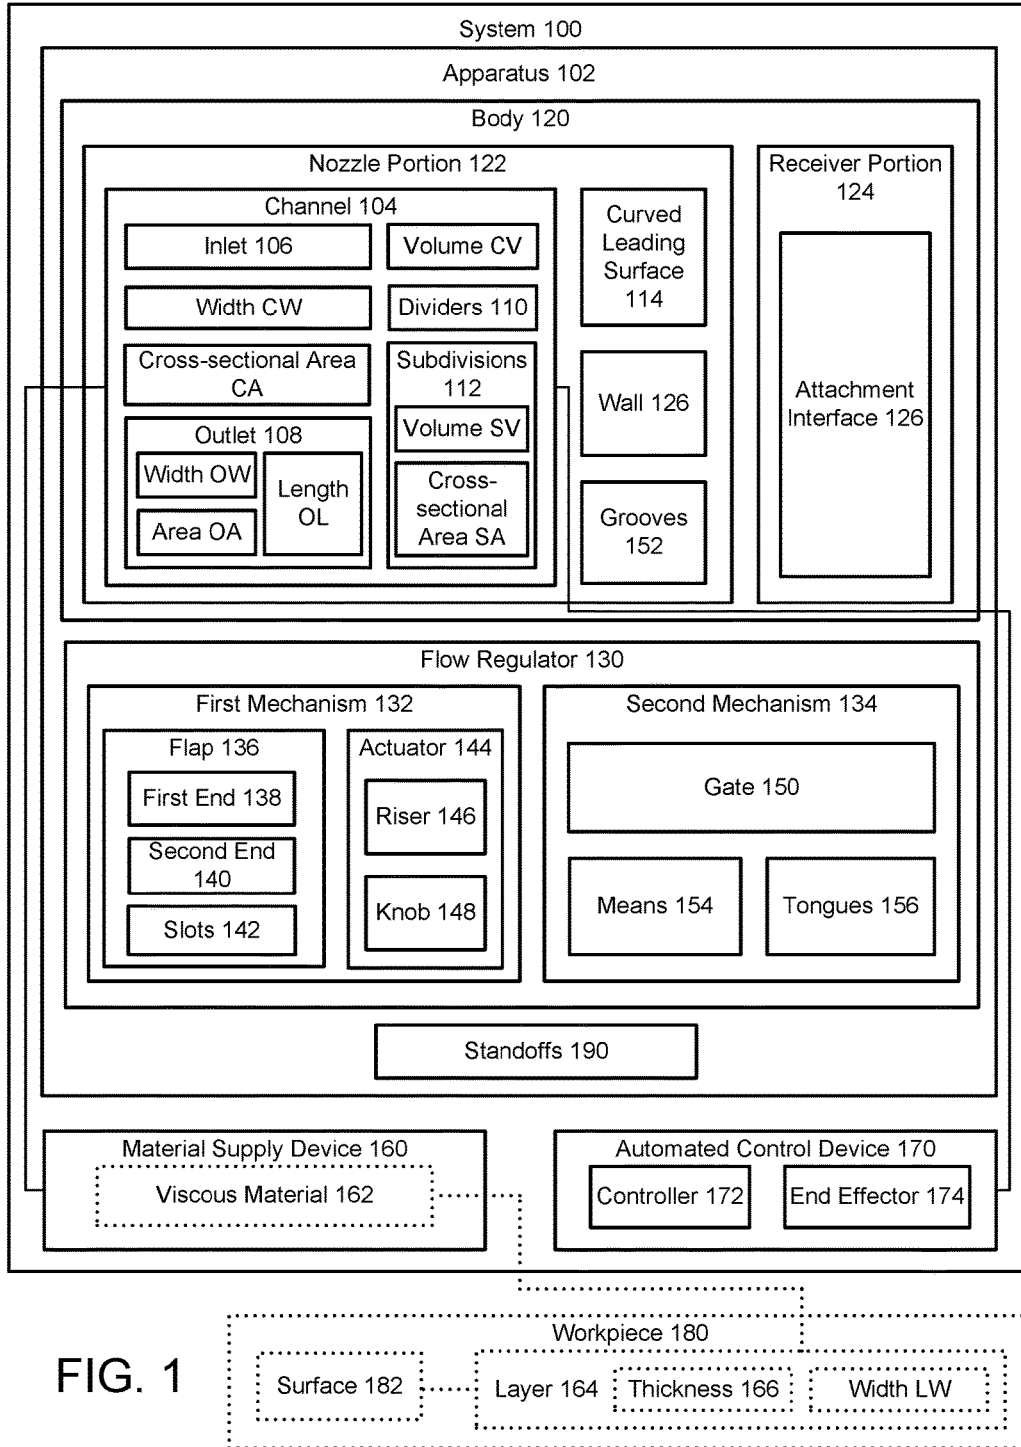 System 100
Apparatus 102
Body 120
Nozzle Portion 122
Channel 104
Inlet 106
Width CW
Cross-sectional Area
CA
Outlet 108
Width OW
Area OA
Length
OL
Volume CV
Dividers 110
Subdivisions
112
Volume SV
Cross-
sectional
Area SA
Curved
Leading
Surface
114
Wall 126
Grooves
152
Receiver Portion
124
Attachment
Interface 126
Flow Regulator 130
First Mechanism 132
Flap 136
First End 138
Second End
140
Slots 142
Actuator 144
Riser 146
Knob 148
Second Mechanism 134
Gate 150
Means 154
Tongues 156
Standoffs 190
Material Supply Device 160
Viscous Material 162
Automated Control Device 170
Controller 172
End Effector 174
Workpiece 180
Surface 182
Layer 164
Thickness 166
Width LW
FIG. 1